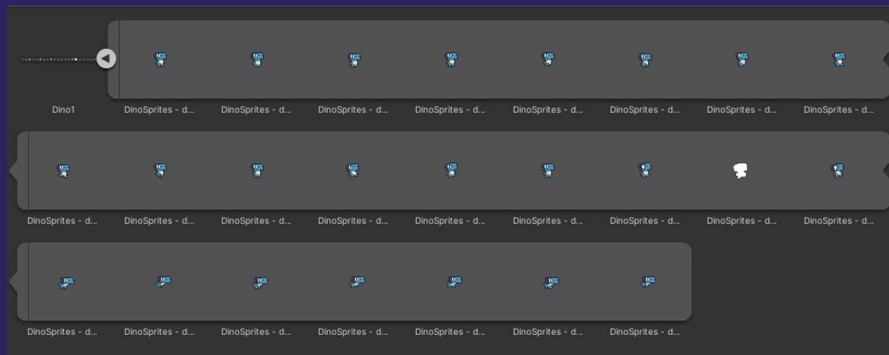 Dino1 DinoSprites - d... DinoSprites - d... DinoSprites - d... DinoSprites - d... DinoSprites - d... DinoSprites - d... DinoSprites - d... DinoSprites - d...
DinoSprites - d... DinoSprites - d... DinoSprites - d... DinoSprites - d... DinoSprites - d... DinoSprites - d... DinoSprites - d... DinoSprites - d... DinoSprites - d...
DinoSprites - d... DinoSprites - d... DinoSprites - d... DinoSprites - d... DinoSprites - d... DinoSprites - d... DinoSprites - d...